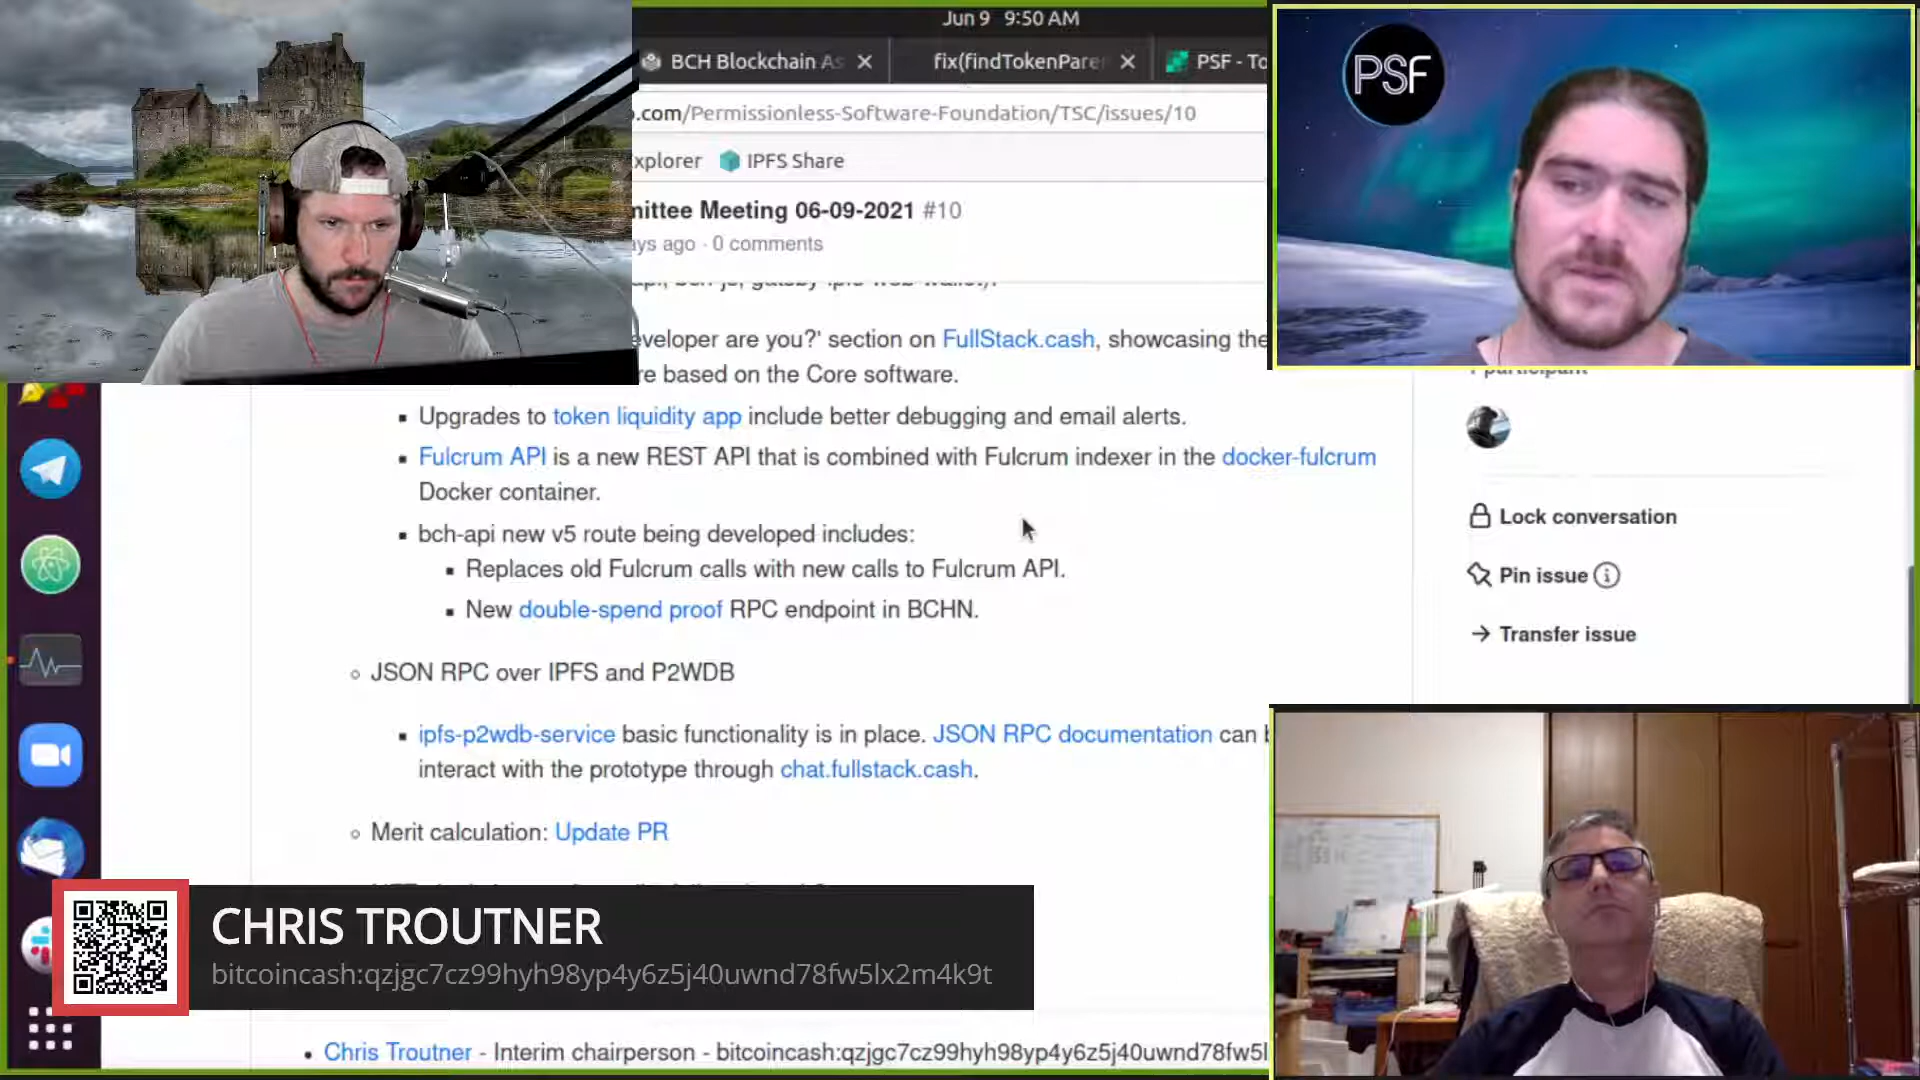 Jun 9 9:50 AM
BCH Blockchain As
fix(findTokenPare
PSF - To
.com/Permissionless-Software-Foundation/TSC/issues/10
xplorer
IPFS Share
PSF
mittee Meeting 06-09-2021 #10
ays ago · 0 comments
eveloper are you?' section on FullStack.cash, showcasing the
re based on the Core software.
Upgrades to token liquidity app include better debugging and email alerts.
Fulcrum API is a new REST API that is combined with Fulcrum indexer in the docker-fulcrum
Docker container.
bch-api new v5 route being developed includes:
Replaces old Fulcrum calls with new calls to Fulcrum API.
New double-spend proof RPC endpoint in BCHN.
JSON RPC over IPFS and P2WDB
ipfs-p2wdb-service basic functionality is in place. JSON RPC documentation can
interact with the prototype through chat.fullstack.cash.
Merit calculation: Update PR
Lock conversation
Pin issue
Transfer issue
CHRIS TROUTNER
bitcoincash:qzjgc7cz99hyh98yp4y6z5j40uwnd78fw5lx2m4k9t
Chris Troutner - Interim chairperson - bitcoincash:qzjgc7cz99hyh98yp4y6z5j40uwnd78fw5l